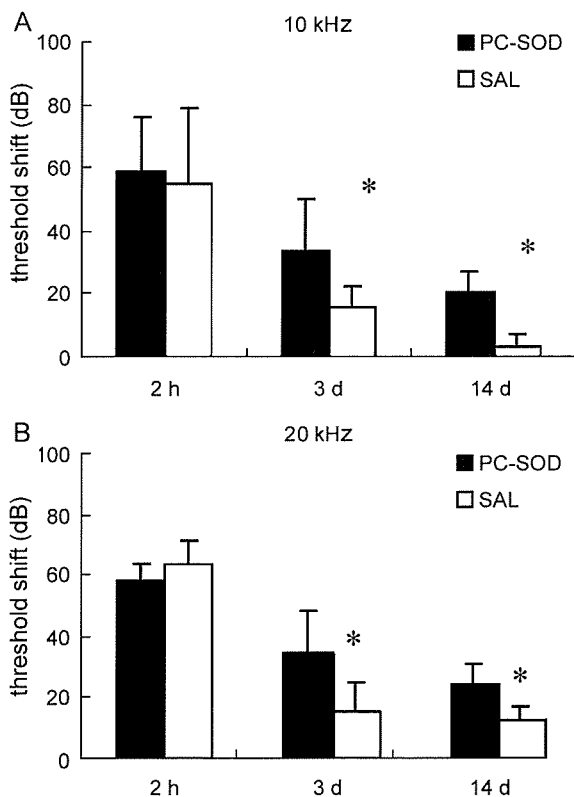 A
10 kHz
100
80
60
40
20
0
threshold shift (dB)
PC-SOD
SAL
*
*
2 h
3 d
14 d
B
20 kHz
100
80
60
40
20
0
threshold shift (dB)
PC-SOD
SAL
*
*
2 h
3 d
14 d